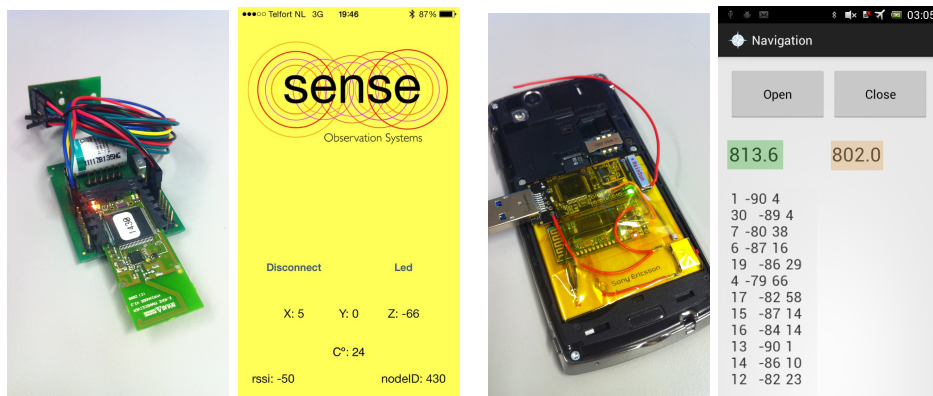 1430
Telfort NL 3G 19:46 87%
sense
Observation Systems
Disconnect Led
X: 5 Y: 0 Z: -66
C°: 24
rssi: -50 nodeID: 430
Sony Ericsson
03:05
Navigation
Open Close
813.6 802.0
1 -90 4
30 -89 4
7 -80 38
6 -87 16
19 -86 29
4 -79 66
17 -82 58
15 -87 14
16 -84 14
13 -90 1
14 -86 10
12 -82 23